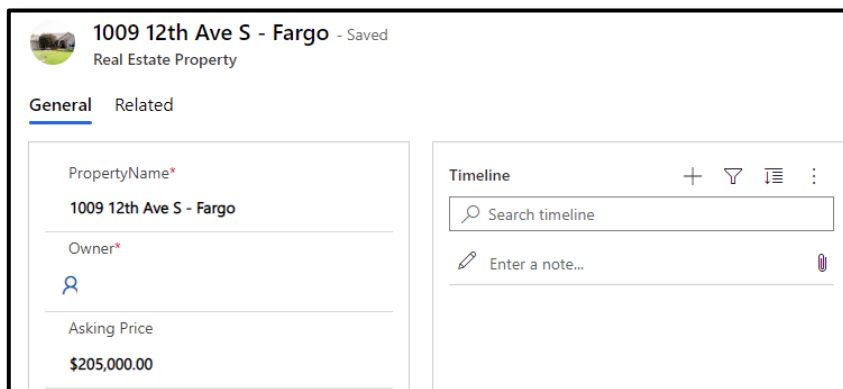 1009 12th Ave S - Fargo - Saved
Real Estate Property
General Related
PropertyName*
1009 12th Ave S - Fargo
Owner*
Asking Price
$205,000.00
Timeline
Search timeline
Enter a note...